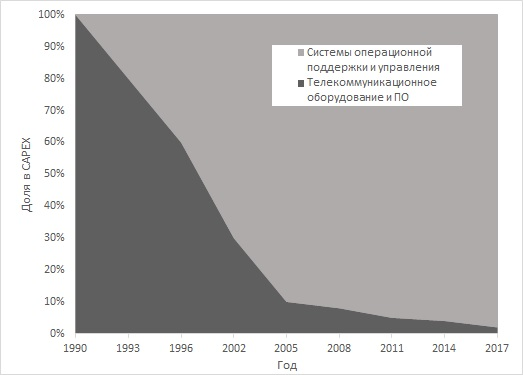 100%
90%
80%
70%
60%
50%
40%
30%
20%
10%
0%
Доля в CAPEX
Системы операционной
поддержки и управления
Телекоммуникационное
оборудование и ПО
1990 1993 1996 2002 2005 2008 2011 2014 2017
Год